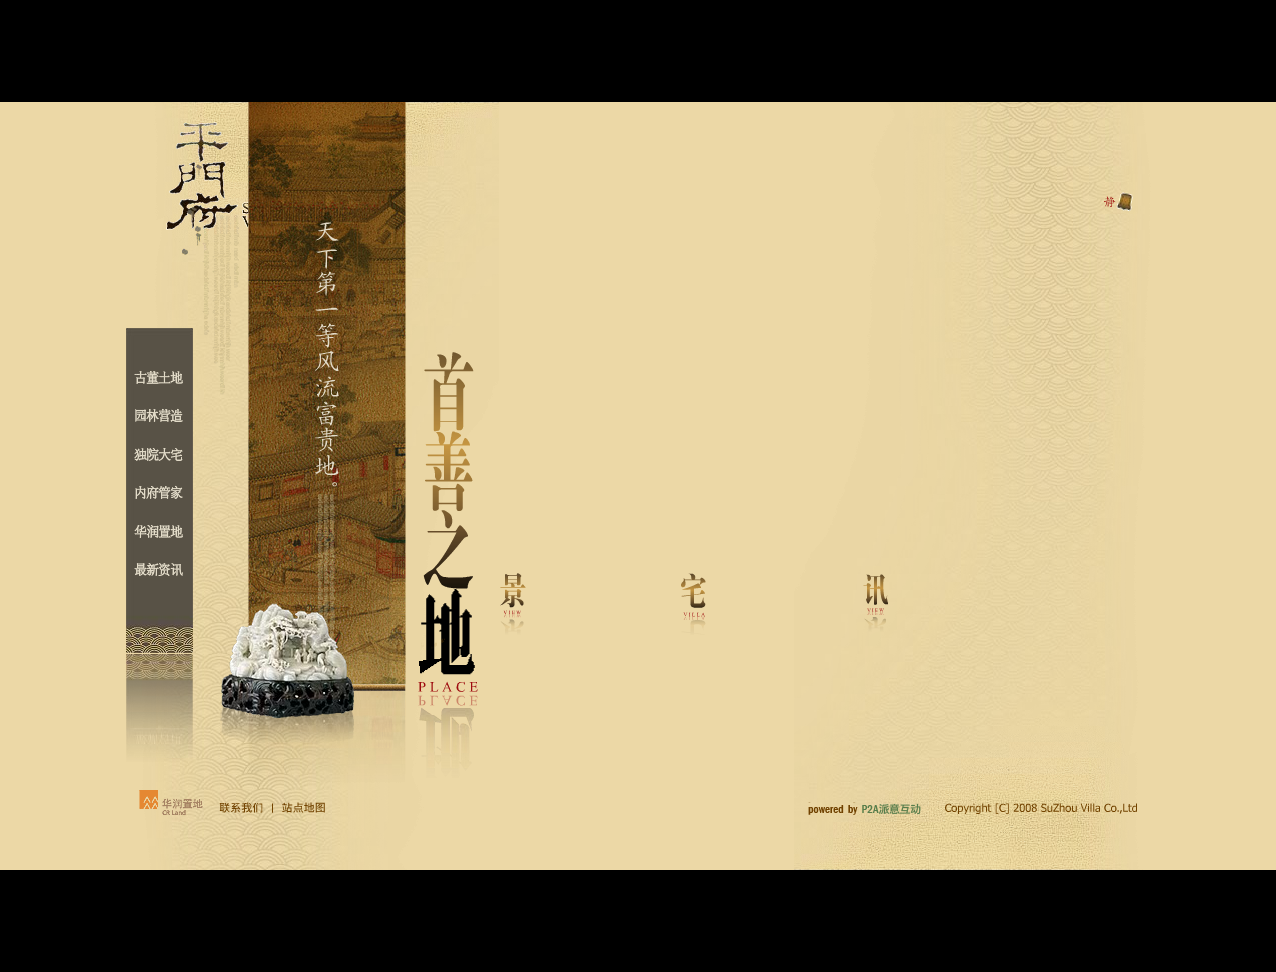 平門府
S
V
静
天下第一等风流富贵地。
古董土地
园林营造
独院大宅
内府管家
华润置地
最新资讯
首善之地
PLACE
景
VIEW
宅
VILLA
讯
VIEW
华润置地
CR Land
联系我们 | 站点地图
powered by P2A派意互动
Copyright [C] 2008 SuZhou Villa Co.,Ltd